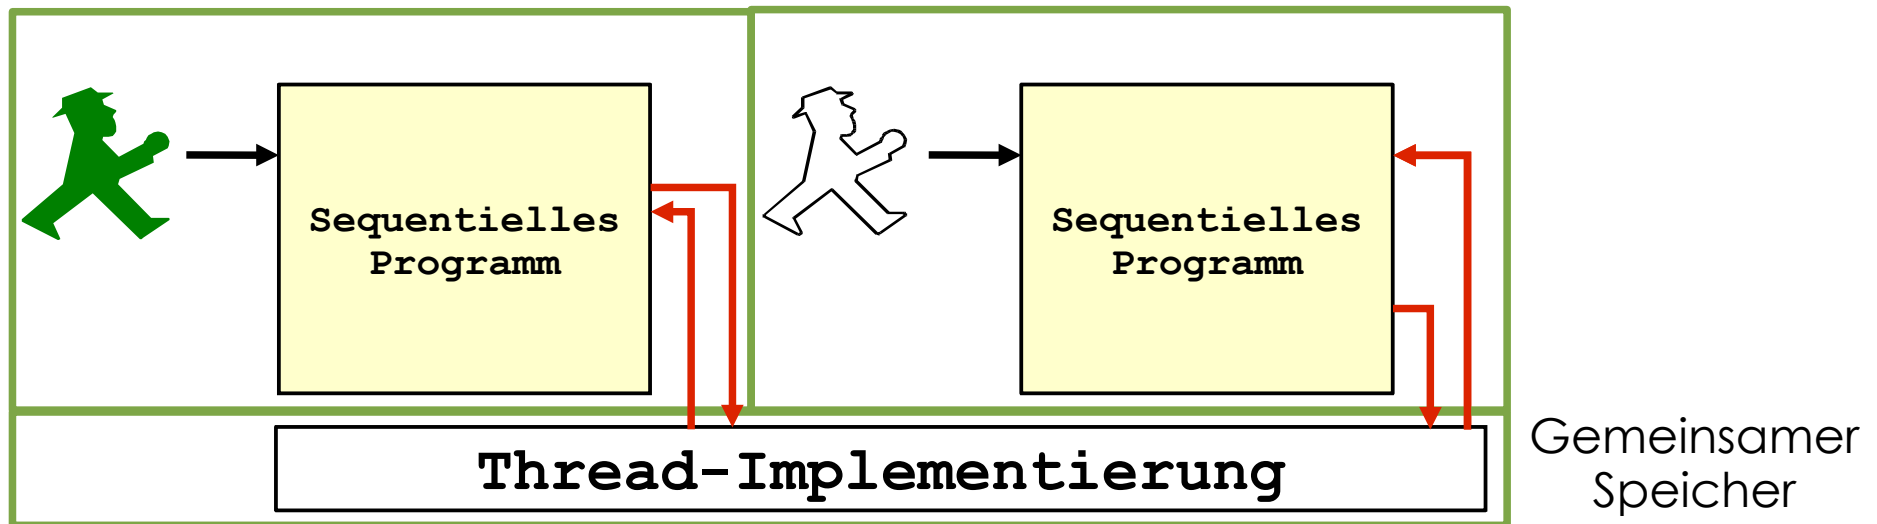 Sequentielles
Programm
Sequentielles
Programm
Thread-Implementierung
Gemeinsamer
Speicher